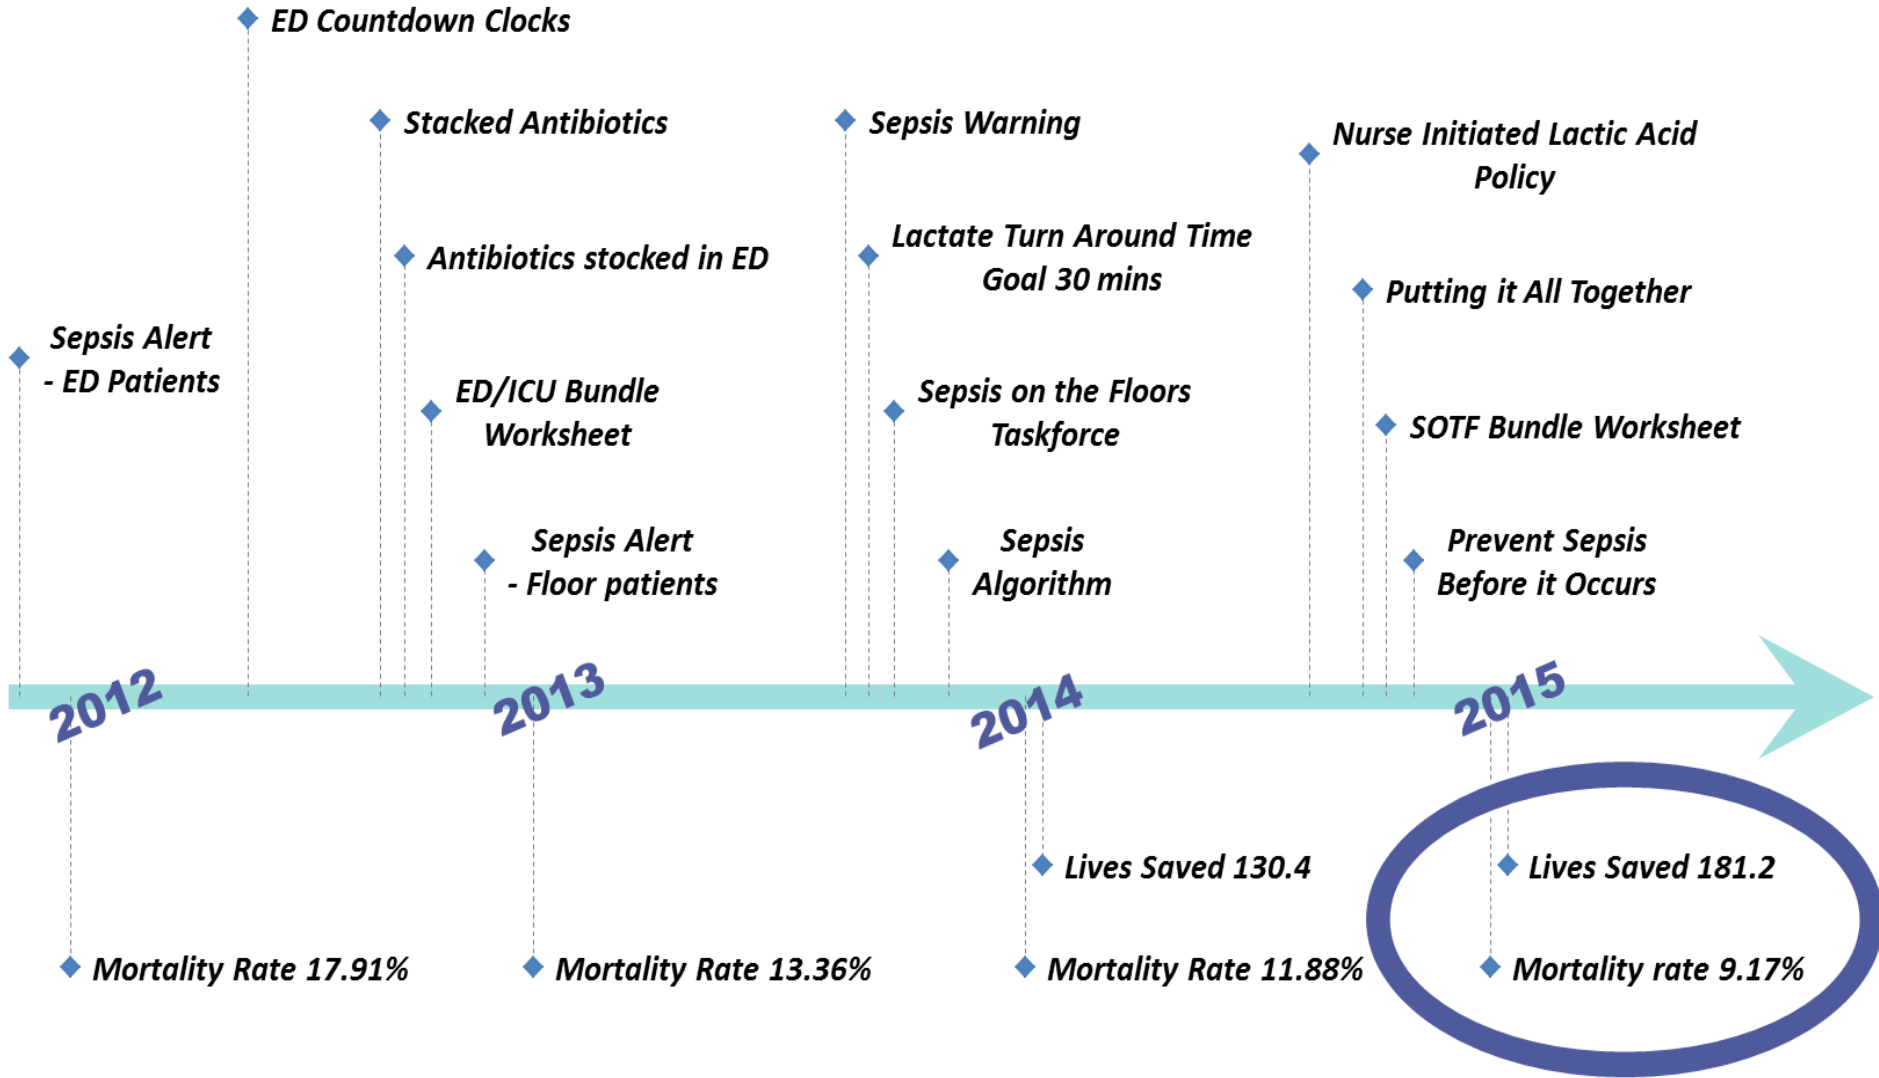 ED Countdown Clocks
Stacked Antibiotics
Sepsis Warning
Nurse Initiated Lactic Acid
Policy
Antibiotics stocked in ED
Lactate Turn Around Time
Goal 30 mins
Putting it All Together
Sepsis Alert
- ED Patients
ED/ICU Bundle
Worksheet
Sepsis on the Floors
Taskforce
SOTF Bundle Worksheet
Sepsis Alert
- Floor patients
Sepsis
Algorithm
Prevent Sepsis
Before it Occurs
2012
2013
2014
2015
Lives Saved 130.4
Lives Saved 181.2
Mortality Rate 17.91%
Mortality Rate 13.36%
Mortality Rate 11.88%
Mortality rate 9.17%